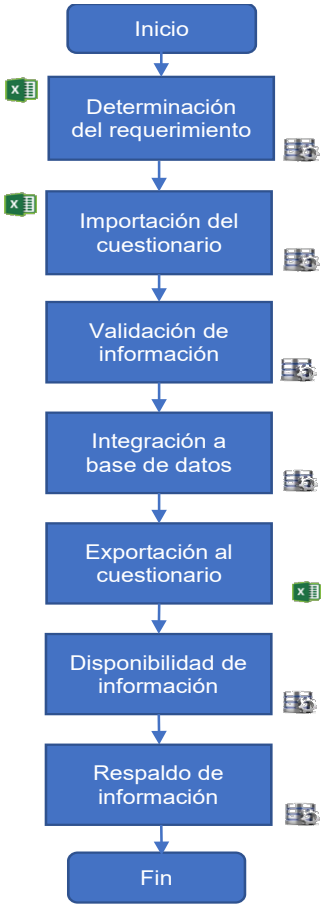 Inicio
Determinación
del requerimiento
Importación del
cuestionario
Validación de
información
Integración a
base de datos
Exportación al
cuestionario
Disponibilidad de
información
Respaldo de
información
Fin